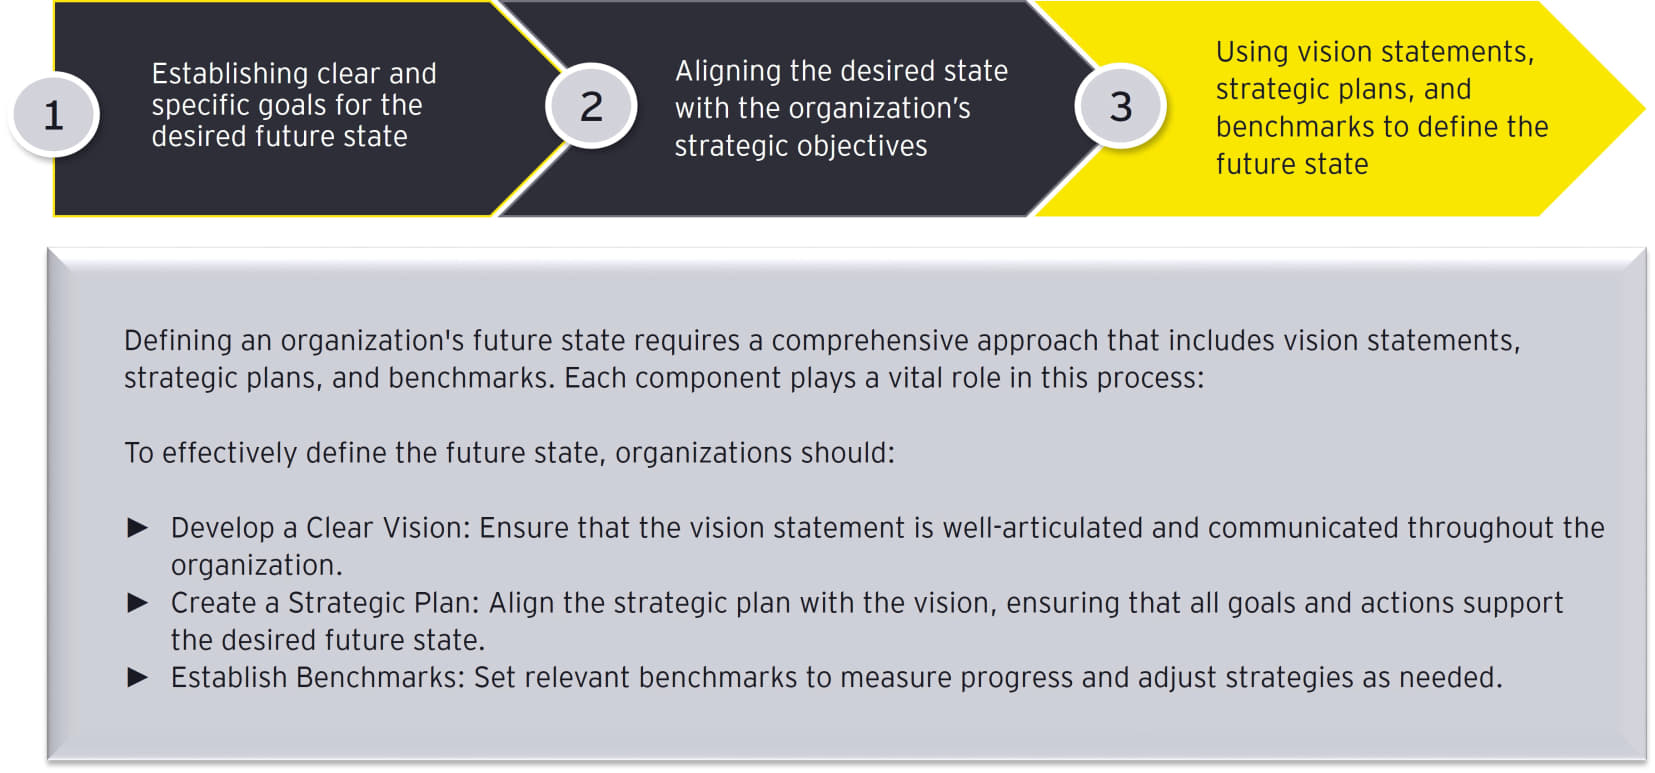 1
Establishing clear and
specific goals for the
desired future state
2
Aligning the desired state
with the organization’s
strategic objectives
3
Using vision statements,
strategic plans, and
benchmarks to define the
future state
Defining an organization's future state requires a comprehensive approach that includes vision statements,
strategic plans, and benchmarks. Each component plays a vital role in this process:
To effectively define the future state, organizations should:
► Develop a Clear Vision: Ensure that the vision statement is well-articulated and communicated throughout the
organization.
► Create a Strategic Plan: Align the strategic plan with the vision, ensuring that all goals and actions support
the desired future state.
► Establish Benchmarks: Set relevant benchmarks to measure progress and adjust strategies as needed.